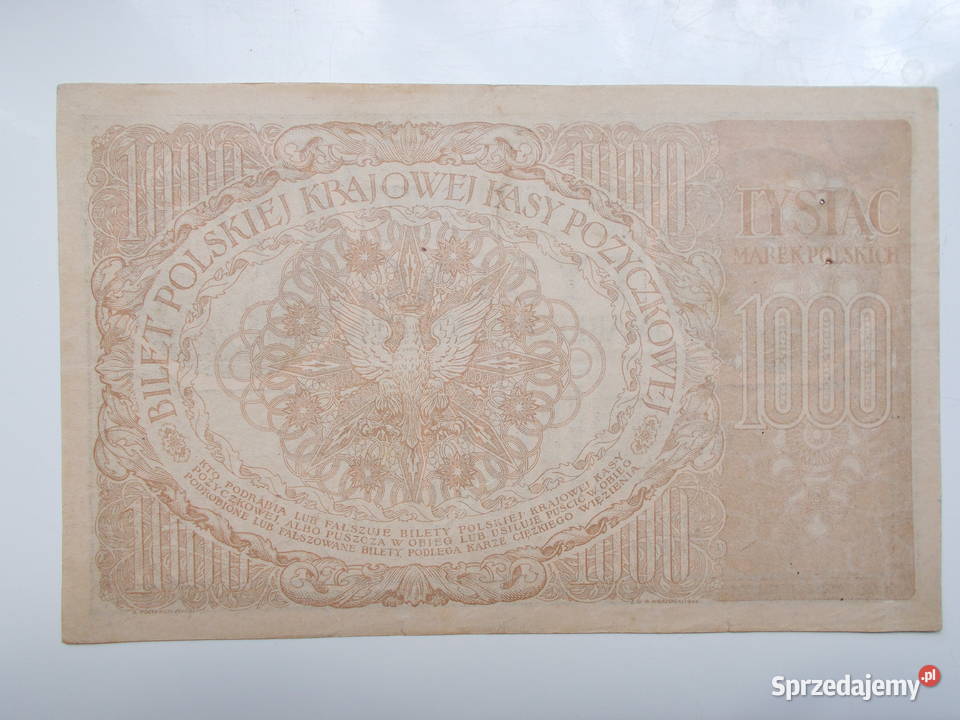 1000
1000
BILET POLSKIEJ KRAJOWEJ KASY POŻYCZKOWEJ
TYSIĄC
MAREK POLSKICH
1000
KTO PODRABIA LUB FAŁSZUJE BILETY POLSKIEJ KRAJOWEJ KASY
POŻYCZKOWEJ ALBO PUSZCZA W OBIEG LUB USIŁUJE PUŚCIĆ W OBIEG
PODROBIONE LUB FAŁSZOWANE BILETY, PODLEGA KARZE CIĘŻKIEGO WIĘZIENIA
1000
1000
Sprzedajemy.pl